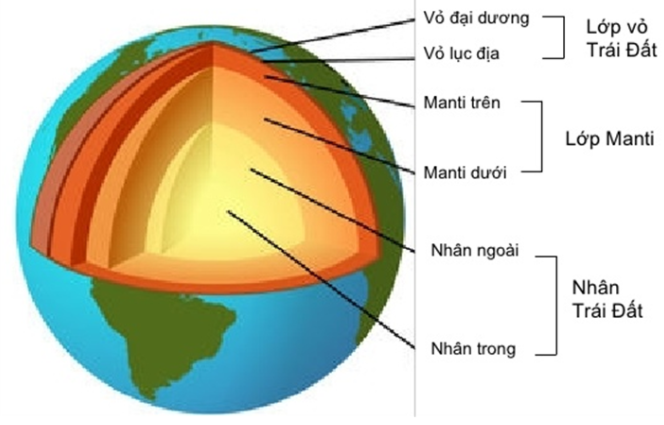 Vỏ đại dương
Vỏ lục địa
Lớp vỏ
Trái Đất
Manti trên
Manti dưới
Lớp Manti
Nhân ngoài
Nhân trong
Nhân
Trái Đất